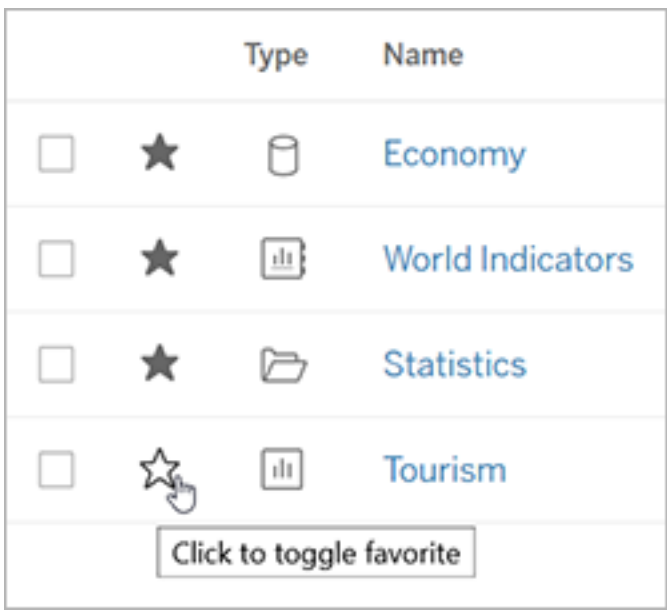 Type Name
Economy
World Indicators
Statistics
Tourism
Click to toggle favorite